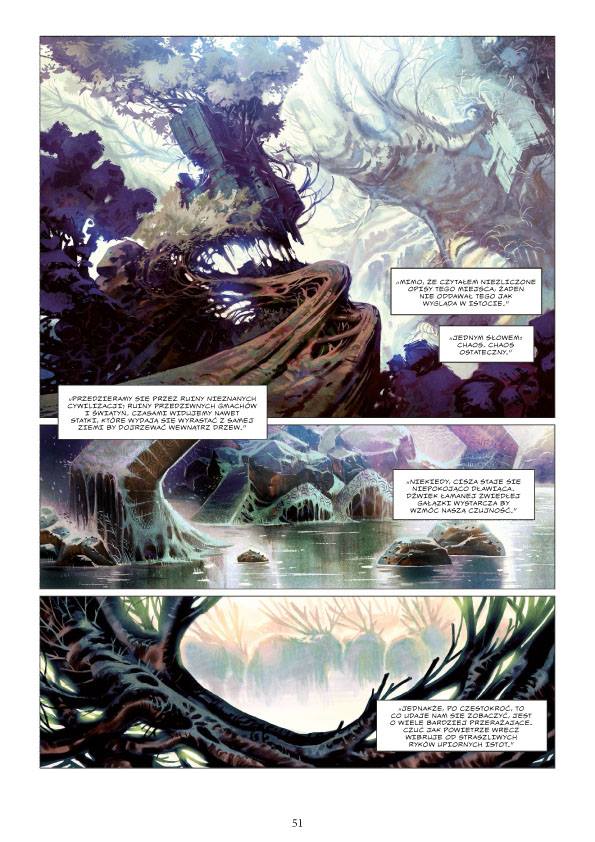 »MIMO, ŻE CZYTAŁEM NIEZLICZONE
OPISY TEGO MIEJSCA, ŻADEN
NIE ODDAWAŁ TEGO JAK
WYGLĄDA W ISTOCIE.”
»JEDNYM SŁOWEM:
CHAOS. CHAOS
OSTATECZNY.”
»PRZEDZIERAMY SIĘ PRZEZ RUINY NIEZNANYCH
CYWILIZACJI; RUINY PRZEDZIWNYCH GMACHÓW
I ŚWIĄTYŃ. CZASAMI WIDUJEMY NAWET
STATKI, KTÓRE WYDAJĄ SIĘ WYRASTAĆ Z SAMEJ
ZIEMI BY DOJRZEWAĆ WEWNĄTRZ DRZEW.”
»NIEKIEDY, CISZA STAJE SIĘ
NIEPOKOJĄCO DŁAWIĄCA.
DŹWIĘK ŁAMANEJ ZWIĘDŁEJ
GAŁĄZKI WYSTARCZA BY
WZMÓC NASZĄ CZUJNOŚĆ.”
»JEDNAKŻE, PO CZĘSTOKROĆ, TO
CO UDAJE NAM SIĘ ZOBACZYĆ, JEST
O WIELE BARDZIEJ PRZERAŻAJĄCE.
CZUĆ JAK POWIETRZE WRĘCZ
WIBRUJE OD STRASZLIWYCH
RYKÓW UPIORNYCH ISTOT.”
51